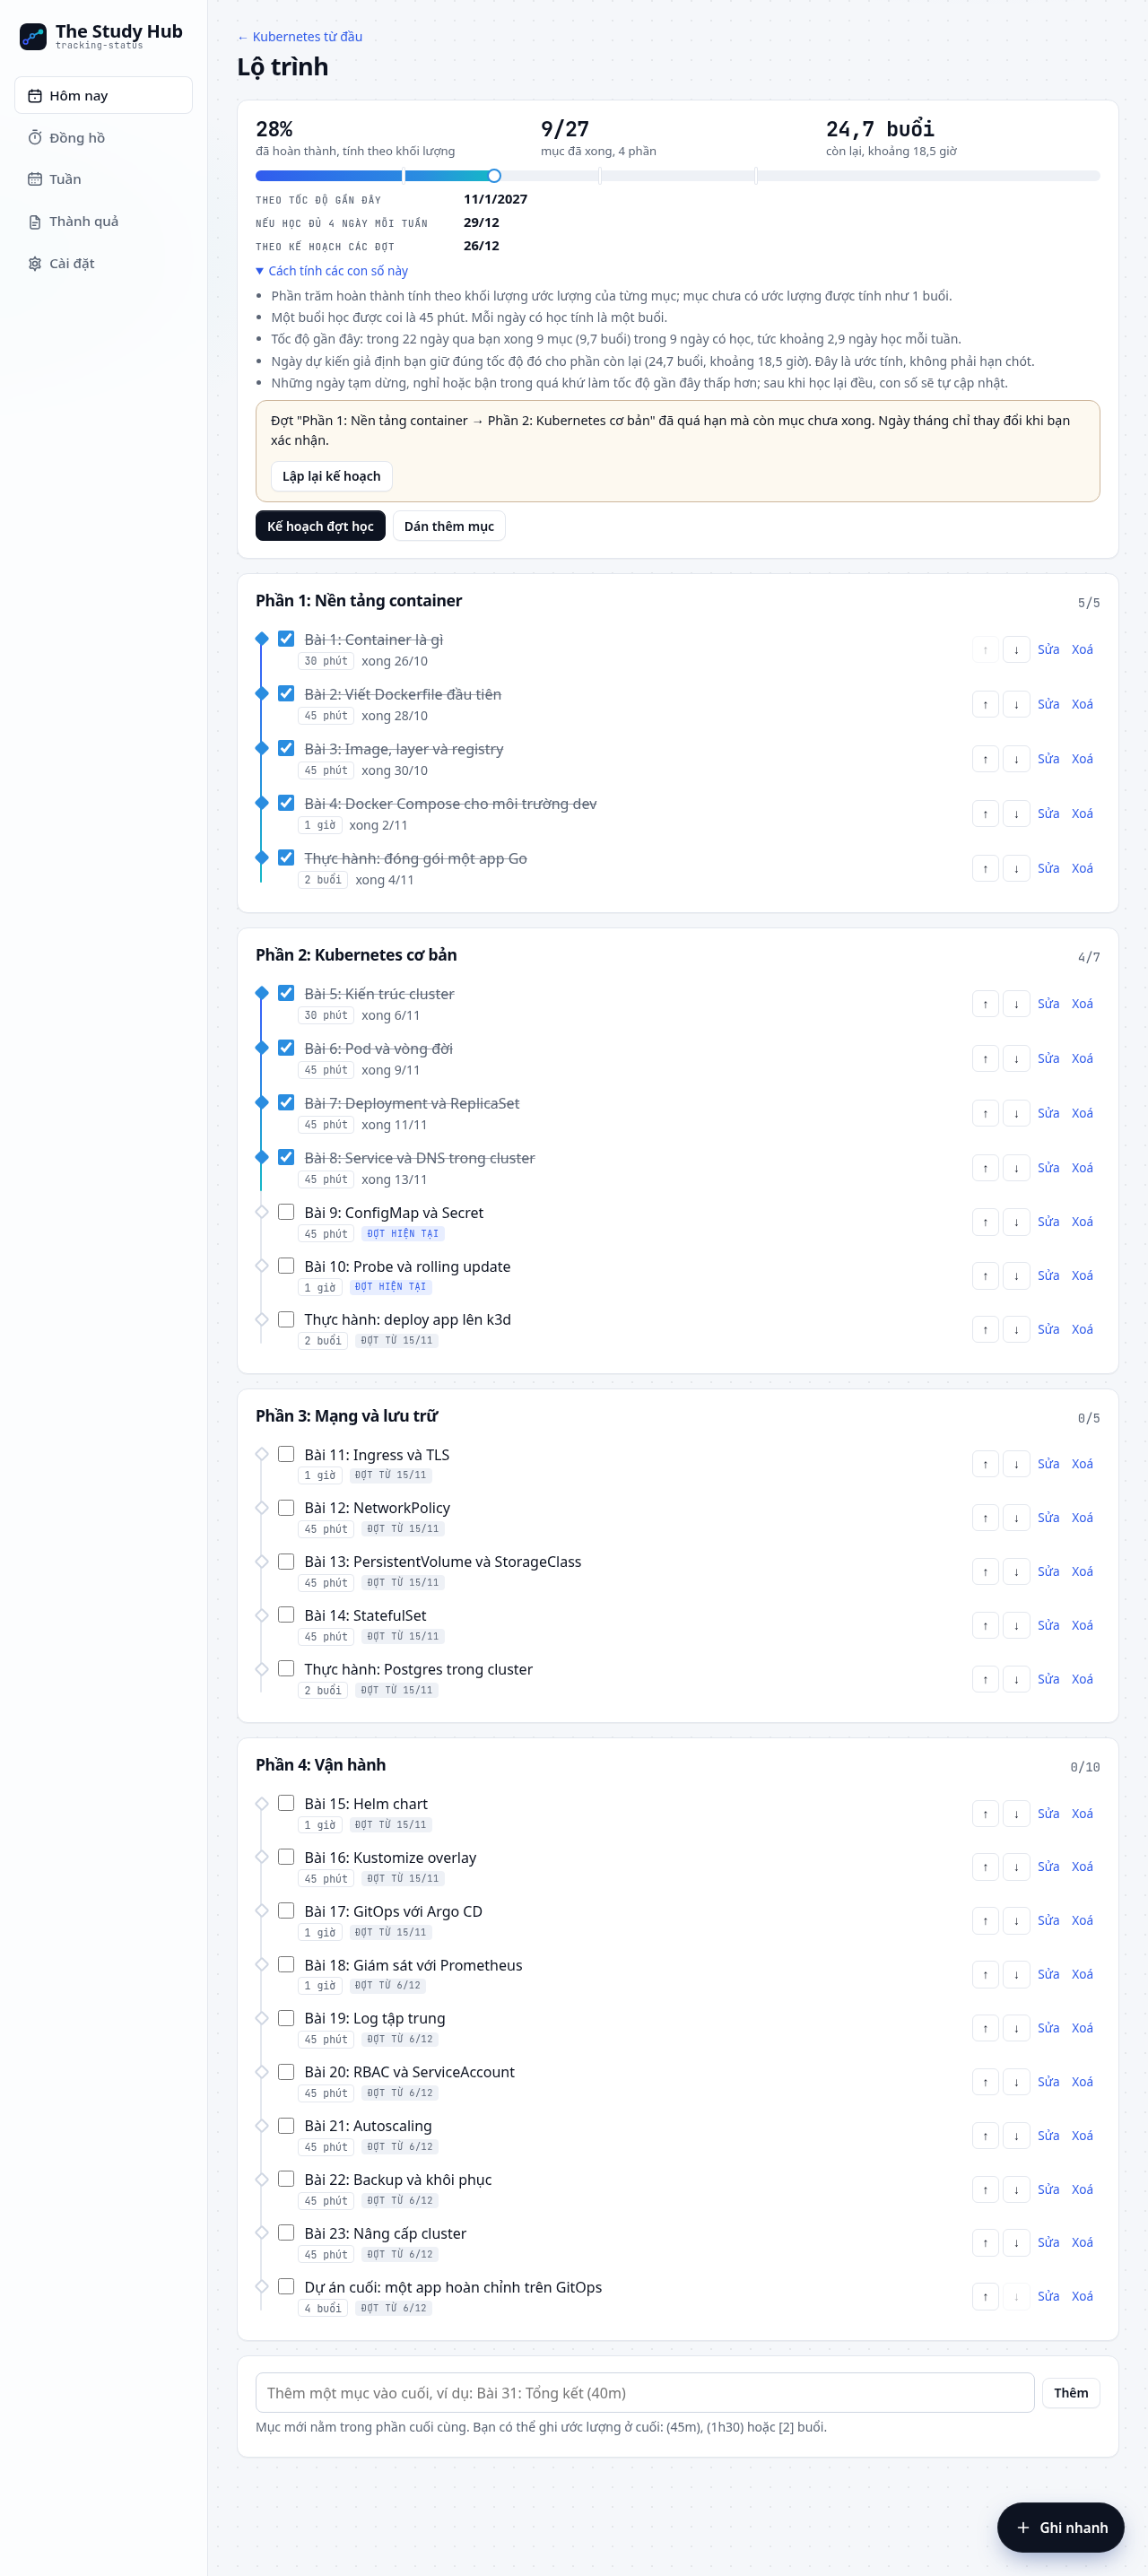 The Study Hub
tracking-status
Hôm nay
Đồng hồ
Tuần
Thành quả
Cài đặt
← Kubernetes từ đầu
Lộ trình
28%
đã hoàn thành, tính theo khối lượng
9/27
mục đã xong, 4 phần
24,7 buổi
còn lại, khoảng 18,5 giờ
THEO TỐC ĐỘ GẦN ĐÂY 11/1/2027
NẾU HỌC ĐỦ 4 NGÀY MỖI TUẦN 29/12
THEO KẾ HOẠCH CÁC ĐỢT 26/12
▼ Cách tính các con số này
• Phần trăm hoàn thành tính theo khối lượng ước lượng của từng mục; mục chưa có ước lượng được tính như 1 buổi.
• Một buổi học được coi là 45 phút. Mỗi ngày có học tính là một buổi.
• Tốc độ gần đây: trong 22 ngày qua bạn xong 9 mục (9,7 buổi) trong 9 ngày có học, tức khoảng 2,9 ngày học mỗi tuần.
• Ngày dự kiến giả định bạn giữ đúng tốc độ đó cho phần còn lại (24,7 buổi, khoảng 18,5 giờ). Đây là ước tính, không phải hạn chót.
• Những ngày tạm dừng, nghỉ hoặc bận trong quá khứ làm tốc độ gần đây thấp hơn; sau khi học lại đều, con số sẽ tự cập nhật.
Đợt "Phần 1: Nền tảng container → Phần 2: Kubernetes cơ bản" đã quá hạn mà còn mục chưa xong. Ngày tháng chỉ thay đổi khi bạn
xác nhận.
Lập lại kế hoạch
Kế hoạch đợt học
Dán thêm mục
Phần 1: Nền tảng container 5/5
Bài 1: Container là gì
30 phút xong 26/10
↑ ↓ Sửa Xoá
Bài 2: Viết Dockerfile đầu tiên
45 phút xong 28/10
↑ ↓ Sửa Xoá
Bài 3: Image, layer và registry
45 phút xong 30/10
↑ ↓ Sửa Xoá
Bài 4: Docker Compose cho môi trường dev
1 giờ xong 2/11
↑ ↓ Sửa Xoá
Thực hành: đóng gói một app Go
2 buổi xong 4/11
↑ ↓ Sửa Xoá
Phần 2: Kubernetes cơ bản 4/7
Bài 5: Kiến trúc cluster
30 phút xong 6/11
↑ ↓ Sửa Xoá
Bài 6: Pod và vòng đời
45 phút xong 9/11
↑ ↓ Sửa Xoá
Bài 7: Deployment và ReplicaSet
45 phút xong 11/11
↑ ↓ Sửa Xoá
Bài 8: Service và DNS trong cluster
45 phút xong 13/11
↑ ↓ Sửa Xoá
Bài 9: ConfigMap và Secret
45 phút ĐỢT HIỆN TẠI
↑ ↓ Sửa Xoá
Bài 10: Probe và rolling update
1 giờ ĐỢT HIỆN TẠI
↑ ↓ Sửa Xoá
Thực hành: deploy app lên k3d
2 buổi ĐỢT TỪ 15/11
↑ ↓ Sửa Xoá
Phần 3: Mạng và lưu trữ 0/5
Bài 11: Ingress và TLS
1 giờ ĐỢT TỪ 15/11
↑ ↓ Sửa Xoá
Bài 12: NetworkPolicy
45 phút ĐỢT TỪ 15/11
↑ ↓ Sửa Xoá
Bài 13: PersistentVolume và StorageClass
45 phút ĐỢT TỪ 15/11
↑ ↓ Sửa Xoá
Bài 14: StatefulSet
45 phút ĐỢT TỪ 15/11
↑ ↓ Sửa Xoá
Thực hành: Postgres trong cluster
2 buổi ĐỢT TỪ 15/11
↑ ↓ Sửa Xoá
Phần 4: Vận hành 0/10
Bài 15: Helm chart
1 giờ ĐỢT TỪ 15/11
↑ ↓ Sửa Xoá
Bài 16: Kustomize overlay
45 phút ĐỢT TỪ 15/11
↑ ↓ Sửa Xoá
Bài 17: GitOps với Argo CD
1 giờ ĐỢT TỪ 15/11
↑ ↓ Sửa Xoá
Bài 18: Giám sát với Prometheus
1 giờ ĐỢT TỪ 6/12
↑ ↓ Sửa Xoá
Bài 19: Log tập trung
45 phút ĐỢT TỪ 6/12
↑ ↓ Sửa Xoá
Bài 20: RBAC và ServiceAccount
45 phút ĐỢT TỪ 6/12
↑ ↓ Sửa Xoá
Bài 21: Autoscaling
45 phút ĐỢT TỪ 6/12
↑ ↓ Sửa Xoá
Bài 22: Backup và khôi phục
45 phút ĐỢT TỪ 6/12
↑ ↓ Sửa Xoá
Bài 23: Nâng cấp cluster
45 phút ĐỢT TỪ 6/12
↑ ↓ Sửa Xoá
Dự án cuối: một app hoàn chỉnh trên GitOps
4 buổi ĐỢT TỪ 6/12
↑ ↓ Sửa Xoá
Thêm một mục vào cuối, ví dụ: Bài 31: Tổng kết (40m)
Thêm
Mục mới nằm trong phần cuối cùng. Bạn có thể ghi ước lượng ở cuối: (45m), (1h30) hoặc [2] buổi.
+ Ghi nhanh